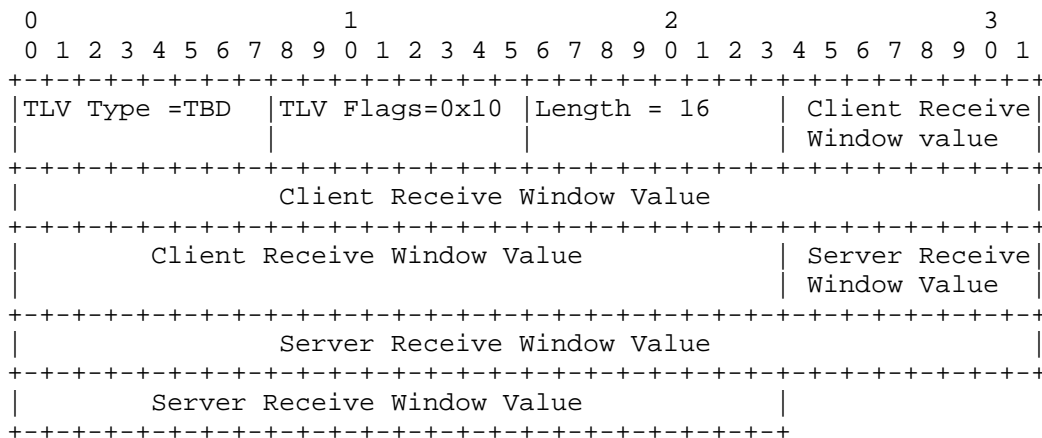 0                   1                   2                   3
 0 1 2 3 4 5 6 7 8 9 0 1 2 3 4 5 6 7 8 9 0 1 2 3 4 5 6 7 8 9 0 1
+-+-+-+-+-+-+-+-+-+-+-+-+-+-+-+-+-+-+-+-+-+-+-+-+-+-+-+-+-+-+-+-+
|TLV Type =TBD  |TLV Flags=0x10 |Length = 16    | Client Receive|
|               |               |               | Window value  |
+-+-+-+-+-+-+-+-+-+-+-+-+-+-+-+-+-+-+-+-+-+-+-+-+-+-+-+-+-+-+-+-+
|                Client Receive Window Value                    |
+-+-+-+-+-+-+-+-+-+-+-+-+-+-+-+-+-+-+-+-+-+-+-+-+-+-+-+-+-+-+-+-+
|        Client Receive Window Value            | Server Receive|
|                                               | Window Value  |
+-+-+-+-+-+-+-+-+-+-+-+-+-+-+-+-+-+-+-+-+-+-+-+-+-+-+-+-+-+-+-+-+
|                Server Receive Window Value                    |
+-+-+-+-+-+-+-+-+-+-+-+-+-+-+-+-+-+-+-+-+-+-+-+-+-+-+-+-+-+-+-+-+
|        Server Receive Window Value            |
+-+-+-+-+-+-+-+-+-+-+-+-+-+-+-+-+-+-+-+-+-+-+-+-+